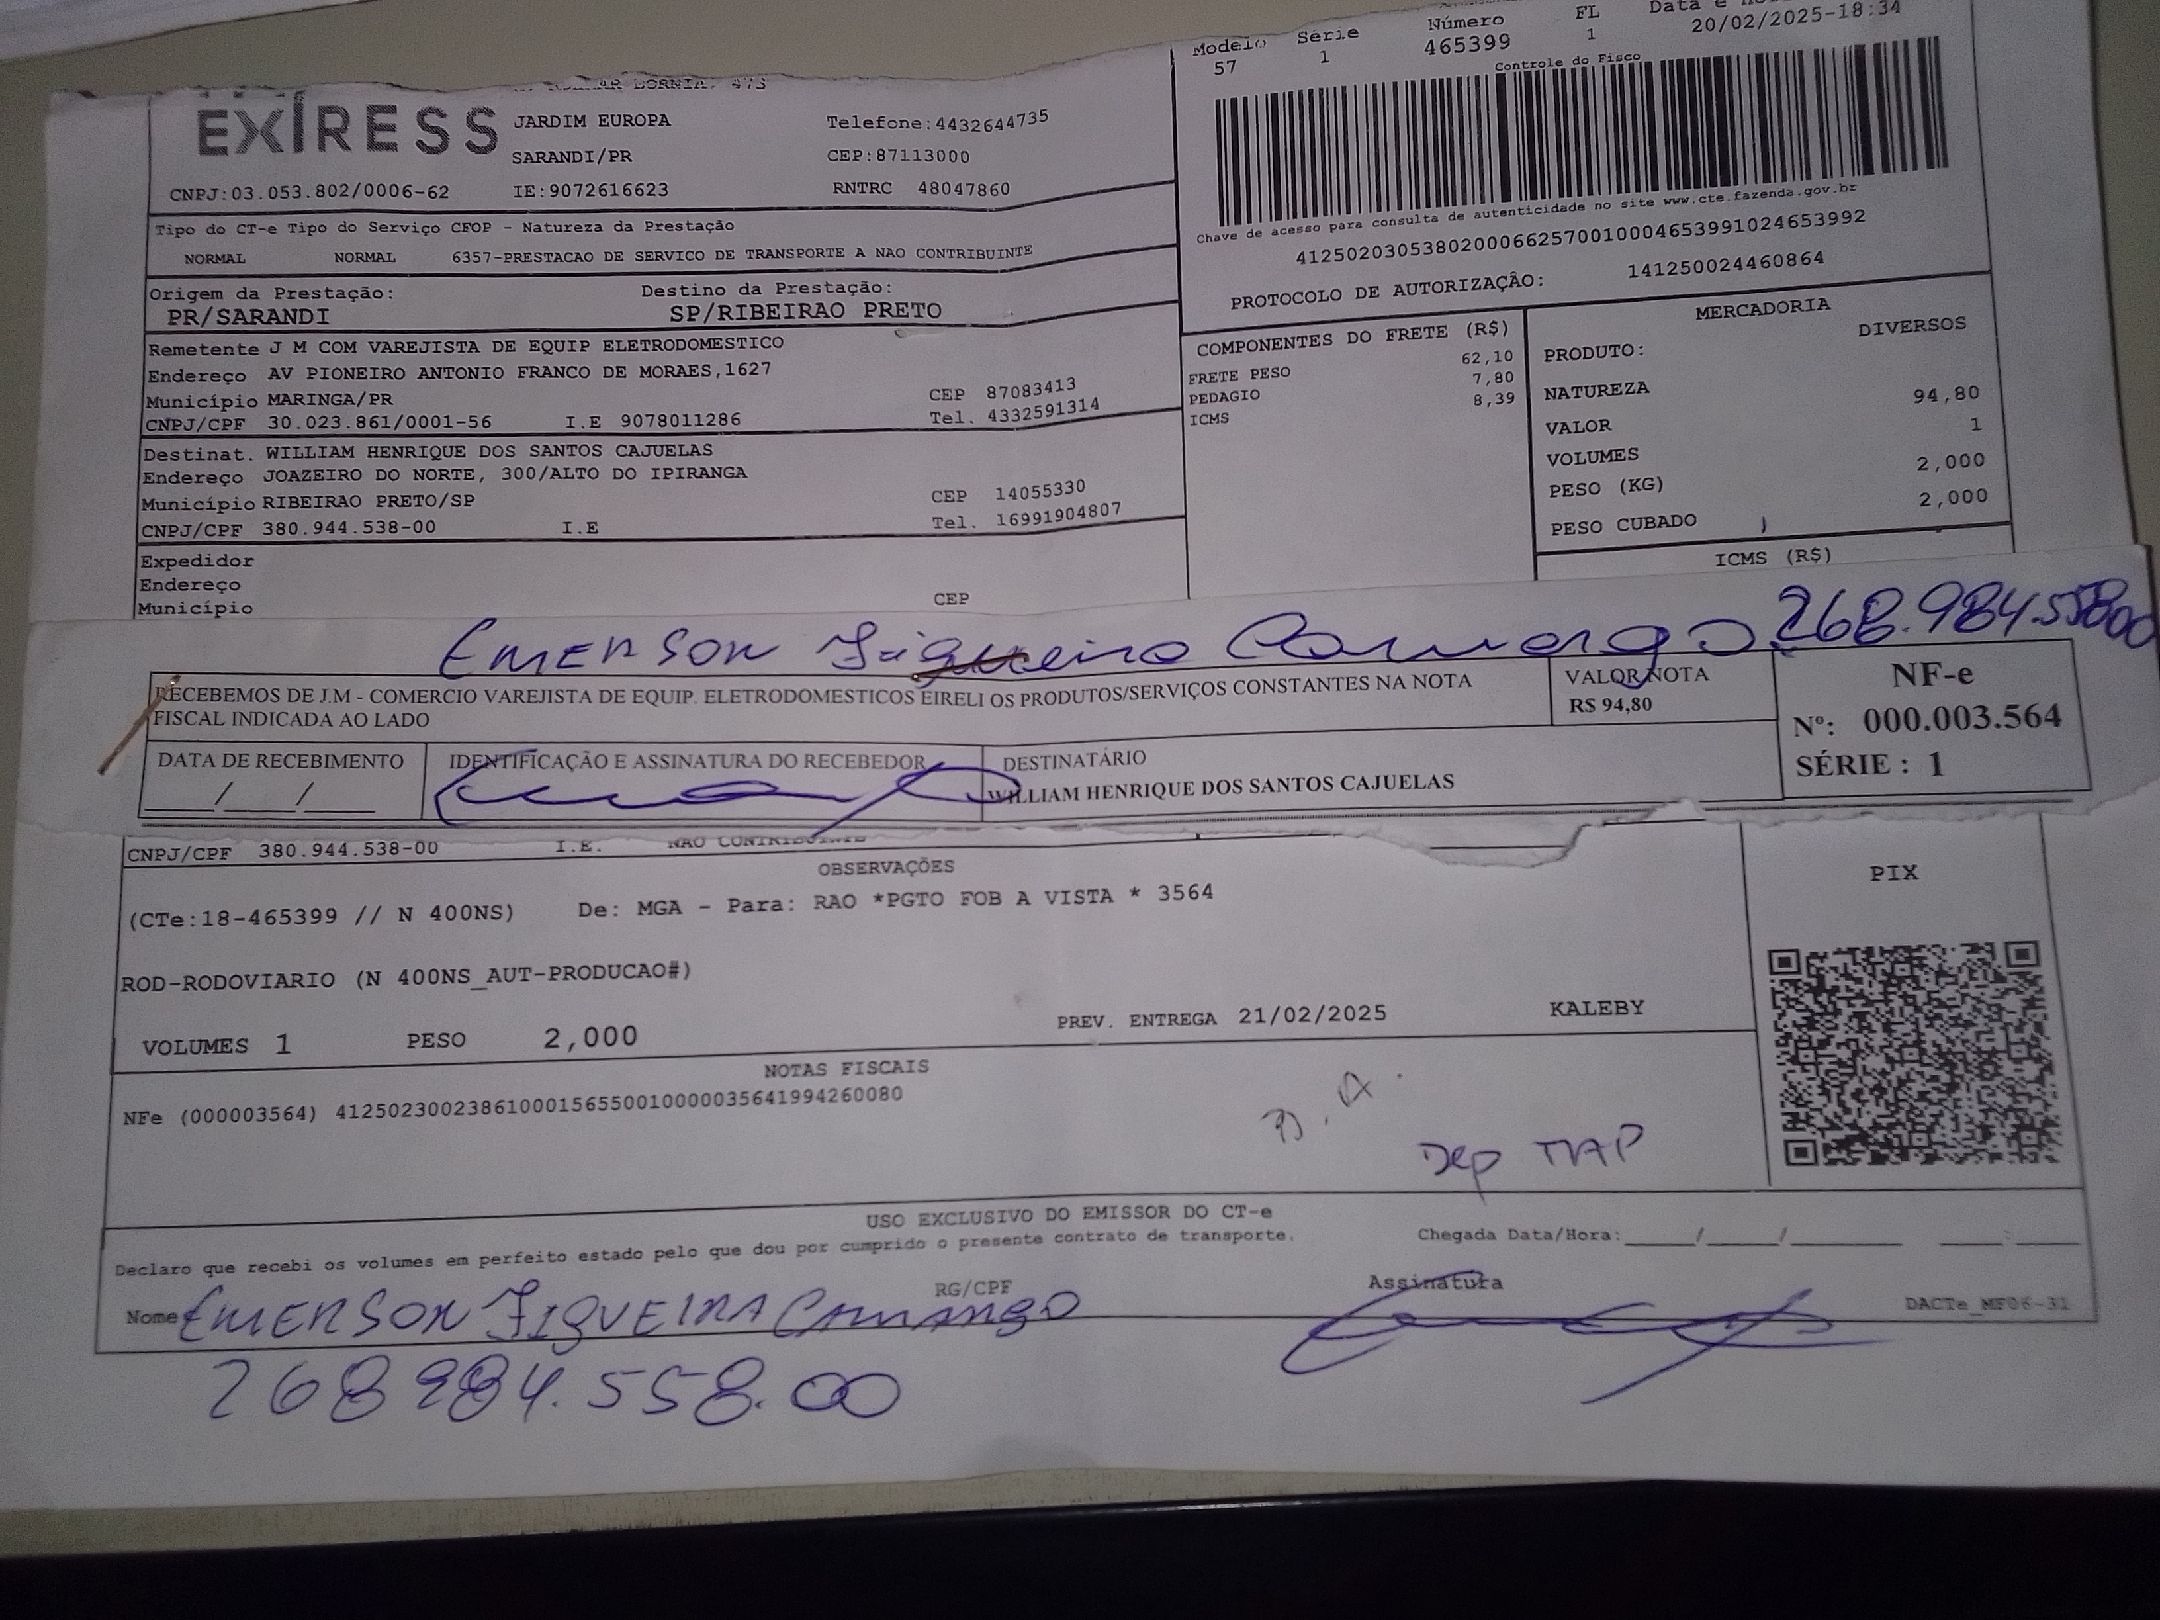 Modelo Série Número FL
57 1 465399 1 20/02/2025-18:34
Controle do Fisco
EXPRESS
JARDIM EUROPA Telefone:4432644735
SARANDI/PR CEP:87113000
CNPJ:03.053.802/0006-62 IE:9072616623 RNTRC 48047860
Chave de acesso para consulta de autenticidade no site www.cte.fazenda.gov.br
41250203053802000662570010004653991024653992
PROTOCOLO DE AUTORIZAÇÃO: 141250024460864
Tipo do CT-e Tipo do Serviço CFOP - Natureza da Prestação
NORMAL NORMAL 6357-PRESTACAO DE SERVICO DE TRANSPORTE A NAO CONTRIBUINTE
Origem da Prestação: Destino da Prestação:
PR/SARANDI SP/RIBEIRAO PRETO
Remetente J M COM VAREJISTA DE EQUIP ELETRODOMESTICO
Endereço AV PIONEIRO ANTONIO FRANCO DE MORAES,1627
Município MARINGA/PR CEP 87083413
CNPJ/CPF 30.023.861/0001-56 I.E 9078011286 Tel. 4332591314
Destinat. WILLIAM HENRIQUE DOS SANTOS CAJUELAS
Endereço JOAZEIRO DO NORTE, 300/ALTO DO IPIRANGA
Município RIBEIRAO PRETO/SP CEP 14055330
CNPJ/CPF 380.944.538-00 I.E Tel. 16991904807
Expedidor
Endereço
Município CEP
COMPONENTES DO FRETE (R$)
FRETE PESO 62,10
PEDAGIO 7,80
ICMS 8,39
MERCADORIA
PRODUTO: DIVERSOS
NATUREZA
VALOR 94,80
VOLUMES 1
PESO (KG) 2,000
PESO CUBADO 2,000
ICMS (R$)
EMERSON Figueira Camargo 268.984.55800
RECEBEMOS DE J.M - COMERCIO VAREJISTA DE EQUIP. ELETRODOMESTICOS EIRELI OS PRODUTOS/SERVIÇOS CONSTANTES NA NOTA
FISCAL INDICADA AO LADO
VALOR NOTA
R$ 94,80
NF-e
Nº: 000.003.564
SÉRIE : 1
DATA DE RECEBIMENTO IDENTIFICAÇÃO E ASSINATURA DO RECEBEDOR DESTINATÁRIO
___/___/___ WILLIAM HENRIQUE DOS SANTOS CAJUELAS
CNPJ/CPF 380.944.538-00 I.E. NAO CONTRIBUINTE
OBSERVAÇÕES
(CTe:18-465399 // N 400NS) De: MGA - Para: RAO *PGTO FOB A VISTA * 3564
PIX
ROD-RODOVIARIO (N 400NS_AUT-PRODUCAO#)
VOLUMES 1 PESO 2,000 PREV. ENTREGA 21/02/2025 KALEBY
NOTAS FISCAIS
NFe (000003564) 41250230023861000156550010000035641994260080
USO EXCLUSIVO DO EMISSOR DO CT-e
Declaro que recebi os volumes em perfeito estado pelo que dou por cumprido o presente contrato de transporte. Chegada Data/Hora:____/____/______ ___:___
Nome EMERSON FIGUEIRA Camargo RG/CPF Assinatura DACTe_MF06-31
268 984.558.00